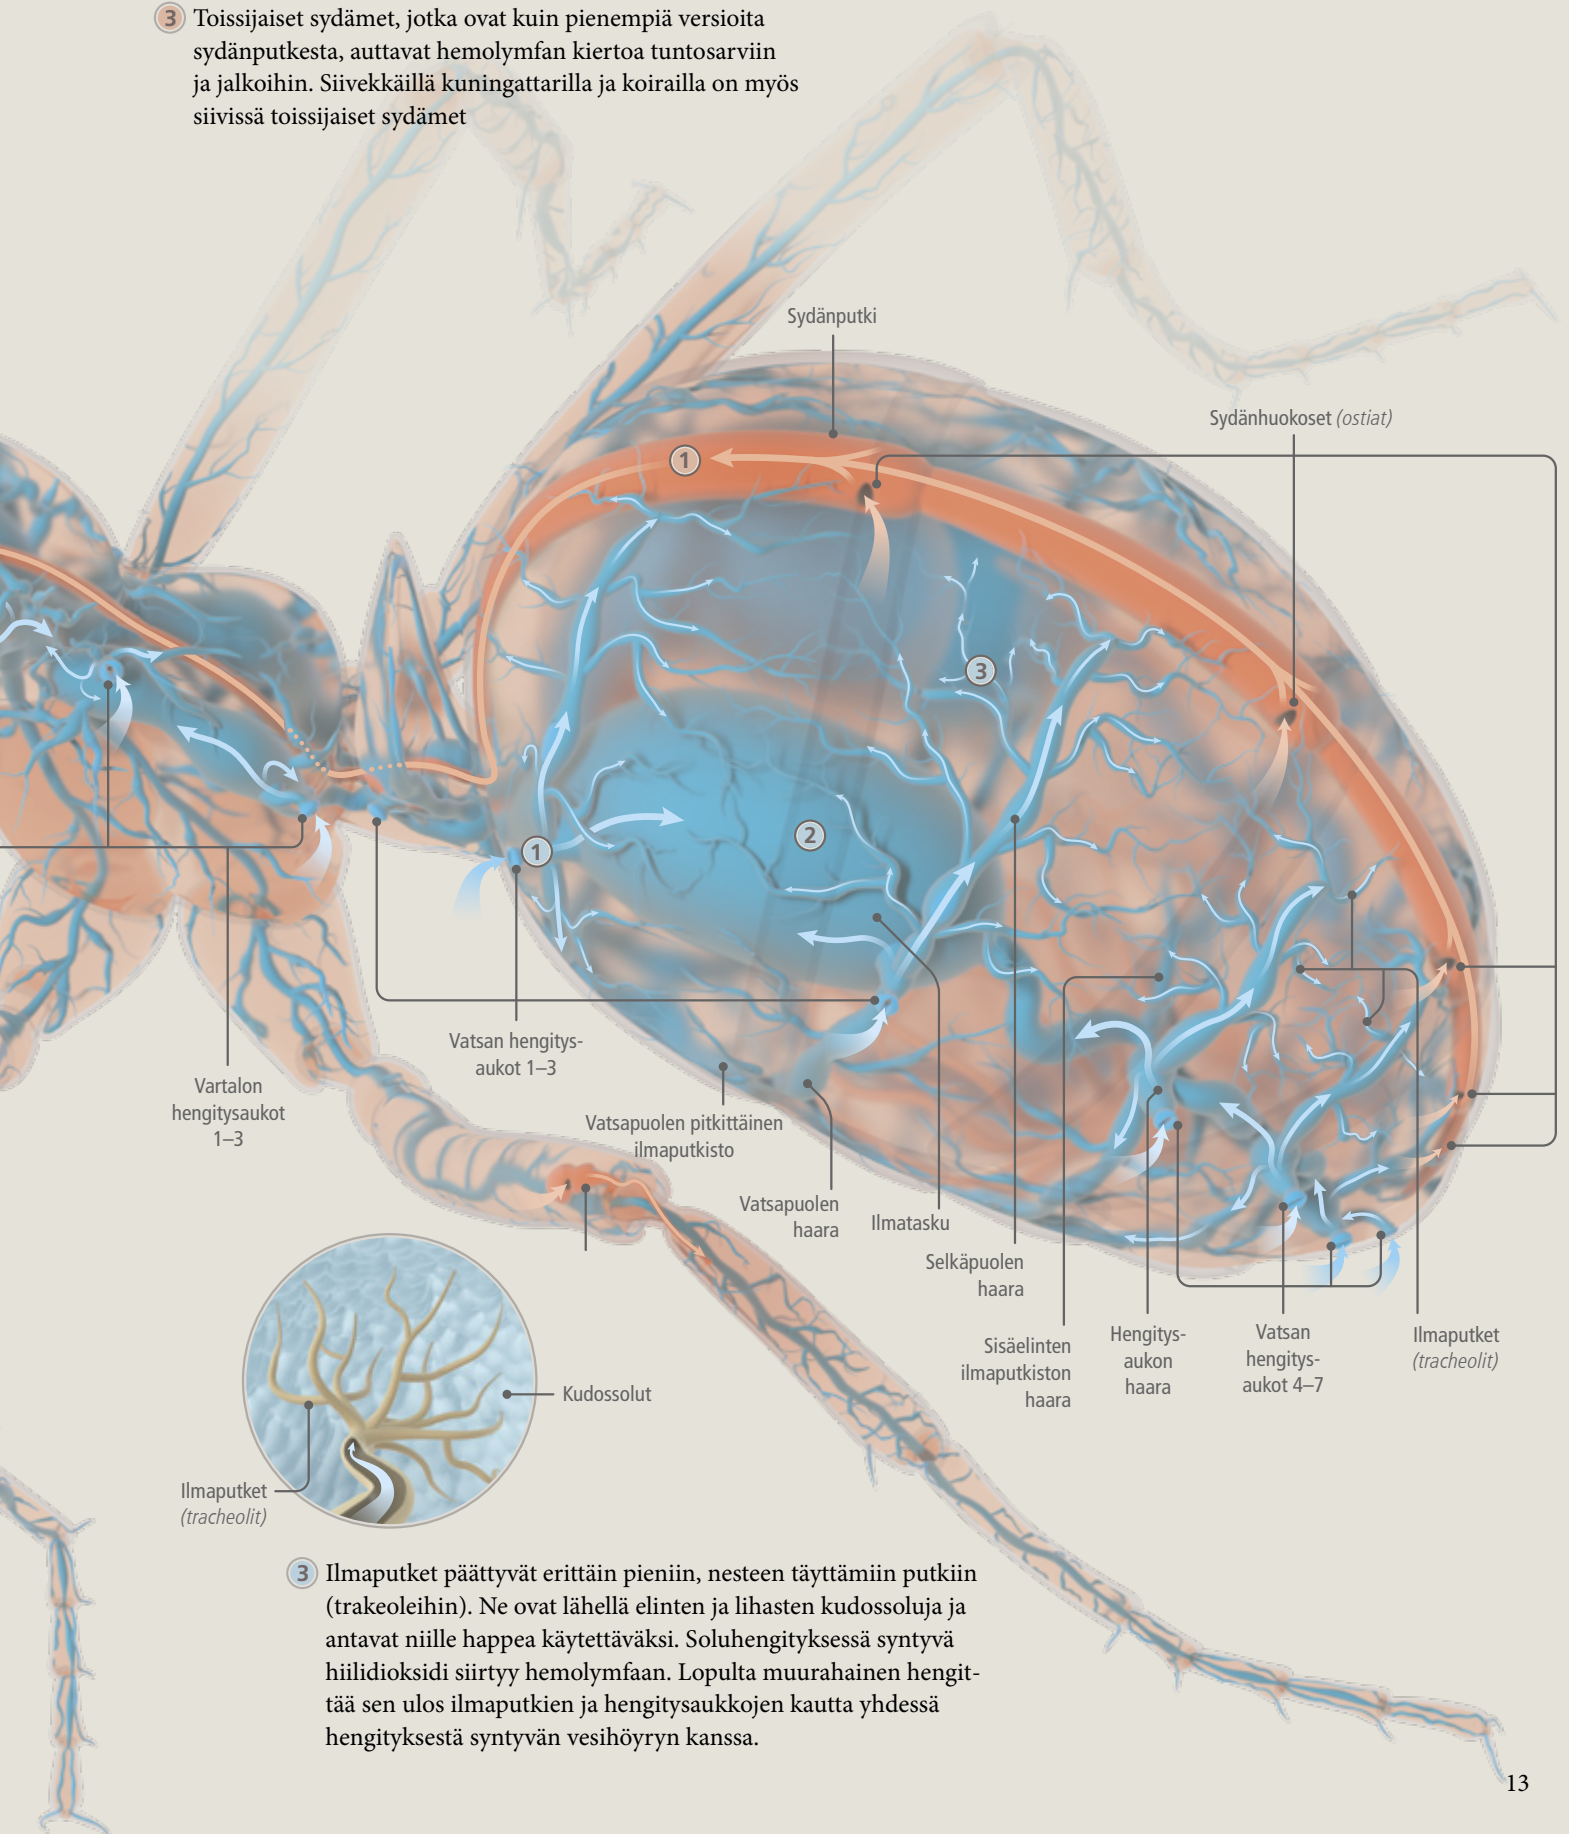 3 Toissijaiset sydämet, jotka ovat kuin pienempiä versioita
sydänputkesta, auttavat hemolymfan kiertoa tuntosarviin
ja jalkoihin. Siivekkäillä kuningattarilla ja koirailla on myös
siivissä toissijaiset sydämet
Sydänputki
Sydänhuokoset (ostiat)
1
3
2
1
Vatsan hengitys-
aukot 1–3
Vartalon
hengitysaukot
1–3
Vatsapuolen pitkittäinen
ilmaputkisto
Vatsapuolen
haara
Ilmatasku
Selkäpuolen
haara
Sisäelinten
ilmaputkiston
haara
Hengitys-
aukon
haara
Vatsan
hengitys-
aukot 4–7
Ilmaputket
(tracheolit)
Kudossolut
Ilmaputket
(tracheolit)
3 Ilmaputket päättyvät erittäin pieniin, nesteen täyttämiin putkiin
(trakeoleihin). Ne ovat lähellä elinten ja lihasten kudossoluja ja
antavat niille happea käytettäväksi. Soluhengityksessä syntyvä
hiilidioksidi siirtyy hemolymfaan. Lopulta muurahainen hengit-
tää sen ulos ilmaputkien ja hengitysaukkojen kautta yhdessä
hengityksestä syntyvän vesihöyryn kanssa.
13